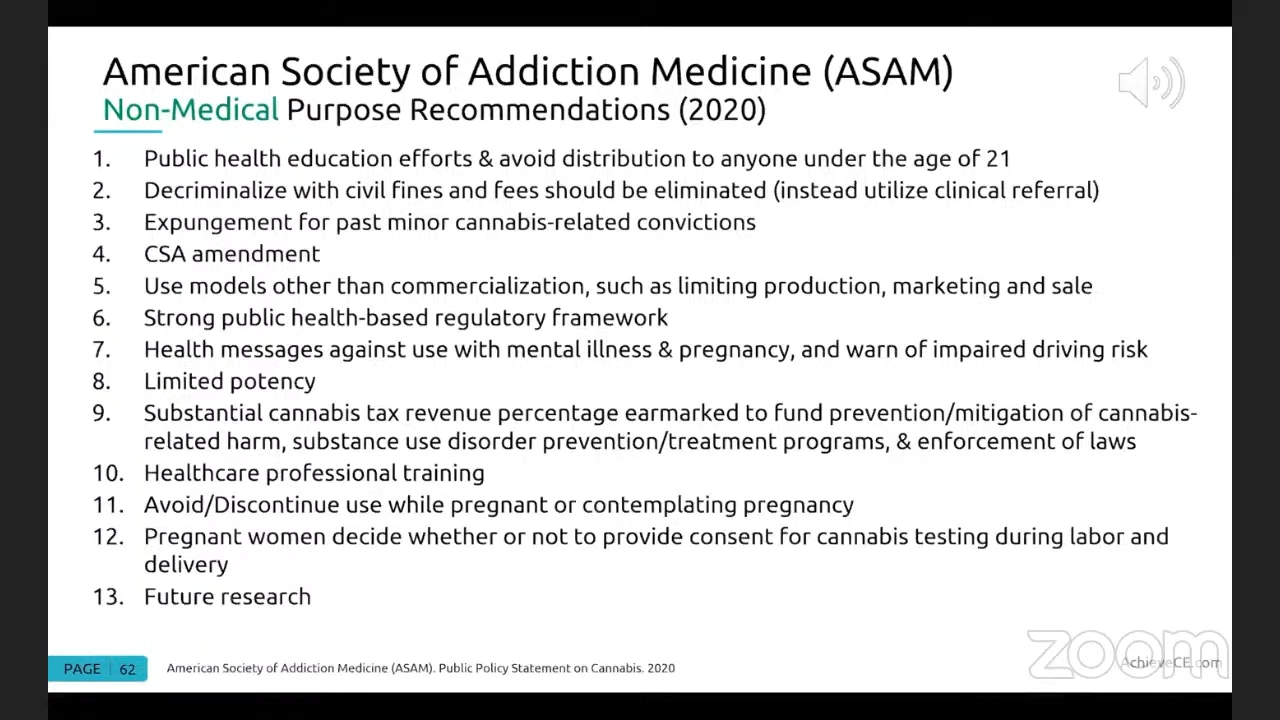 American Society of Addiction Medicine (ASAM)
Non-Medical Purpose Recommendations (2020)
1. Public health education efforts & avoid distribution to anyone under the age of 21
2. Decriminalize with civil fines and fees should be eliminated (instead utilize clinical referral)
3. Expungement for past minor cannabis-related convictions
4. CSA amendment
5. Use models other than commercialization, such as limiting production, marketing and sale
6. Strong public health-based regulatory framework
7. Health messages against use with mental illness & pregnancy, and warn of impaired driving risk
8. Limited potency
9. Substantial cannabis tax revenue percentage earmarked to fund prevention/mitigation of cannabis-
related harm, substance use disorder prevention/treatment programs, & enforcement of laws
10. Healthcare professional training
11. Avoid/Discontinue use while pregnant or contemplating pregnancy
12. Pregnant women decide whether or not to provide consent for cannabis testing during labor and
delivery
13. Future research
PAGE 62
American Society of Addiction Medicine (ASAM). Public Policy Statement on Cannabis. 2020
zoom
AchieveCE.com